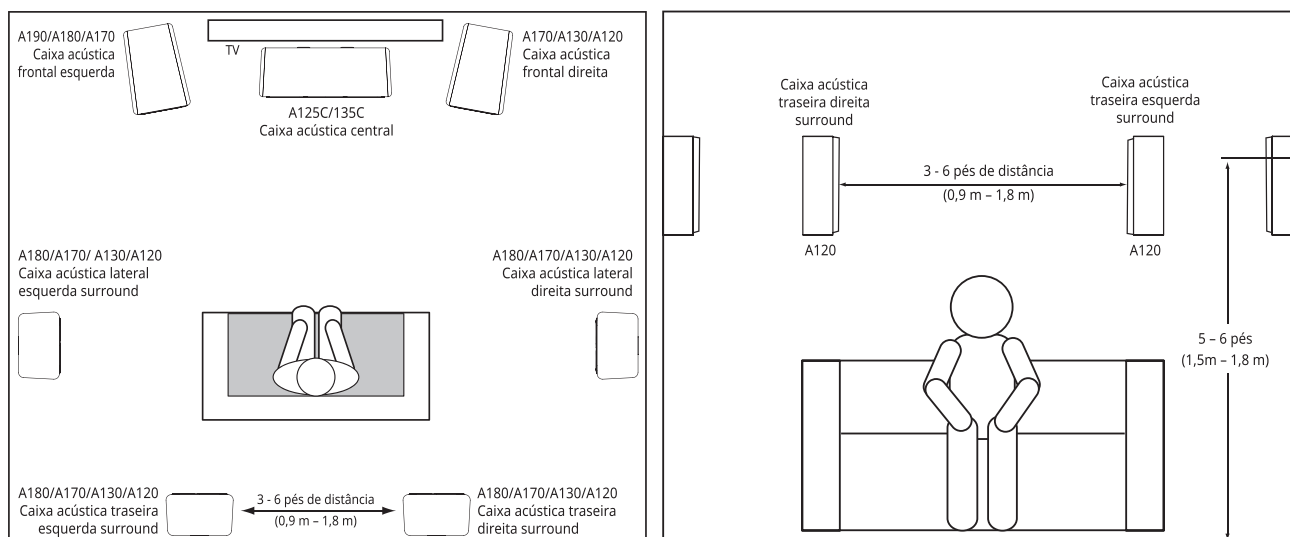 A190/A180/A170
Caixa acústica
frontal esquerda
TV
A170/A130/A120
Caixa acústica
frontal direita
A125C/135C
Caixa acústica central
A180/A170/ A130/A120
Caixa acústica lateral
esquerda surround
A180/A170/A130/A120
Caixa acústica lateral
direita surround
A180/A170/A130/A120
Caixa acústica traseira
esquerda surround
3 - 6 pés de distância
(0,9 m – 1,8 m)
A180/A170/A130/A120
Caixa acústica traseira
direita surround
Caixa acústica
traseira direita
surround
Caixa acústica
traseira esquerda
surround
3 - 6 pés de distância
(0,9 m – 1,8 m)
A120
A120
5 – 6 pés
(1,5m – 1,8 m)